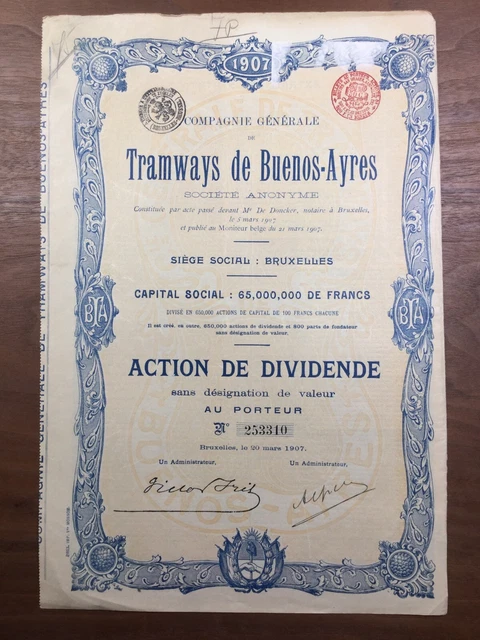 7P
1907
COMPAGNIE GÉNÉRALE
DE
Tramways de Buenos-Ayres
SOCIÉTÉ ANONYME
Constituée par acte passé devant Me De Doncker, notaire à Bruxelles,
le 5 mars 1907
et publié au Moniteur belge du 21 mars 1907.
SIÈGE SOCIAL : BRUXELLES
CAPITAL SOCIAL : 65,000,000 DE FRANCS
DIVISÉ EN 650,000 ACTIONS DE CAPITAL DE 100 FRANCS CHACUNE
Il est créé, en outre, 650,000 actions de dividende et 800 parts de fondateur
sans désignation de valeur.
BTA
BTA
ACTION DE DIVIDENDE
sans désignation de valeur
AU PORTEUR
No 253310
Bruxelles, le 20 mars 1907.
Un Administrateur,
Un Administrateur,
COMPAGNIE GÉNÉRALE DE TRAMWAYS DE BUENOS-AYRES